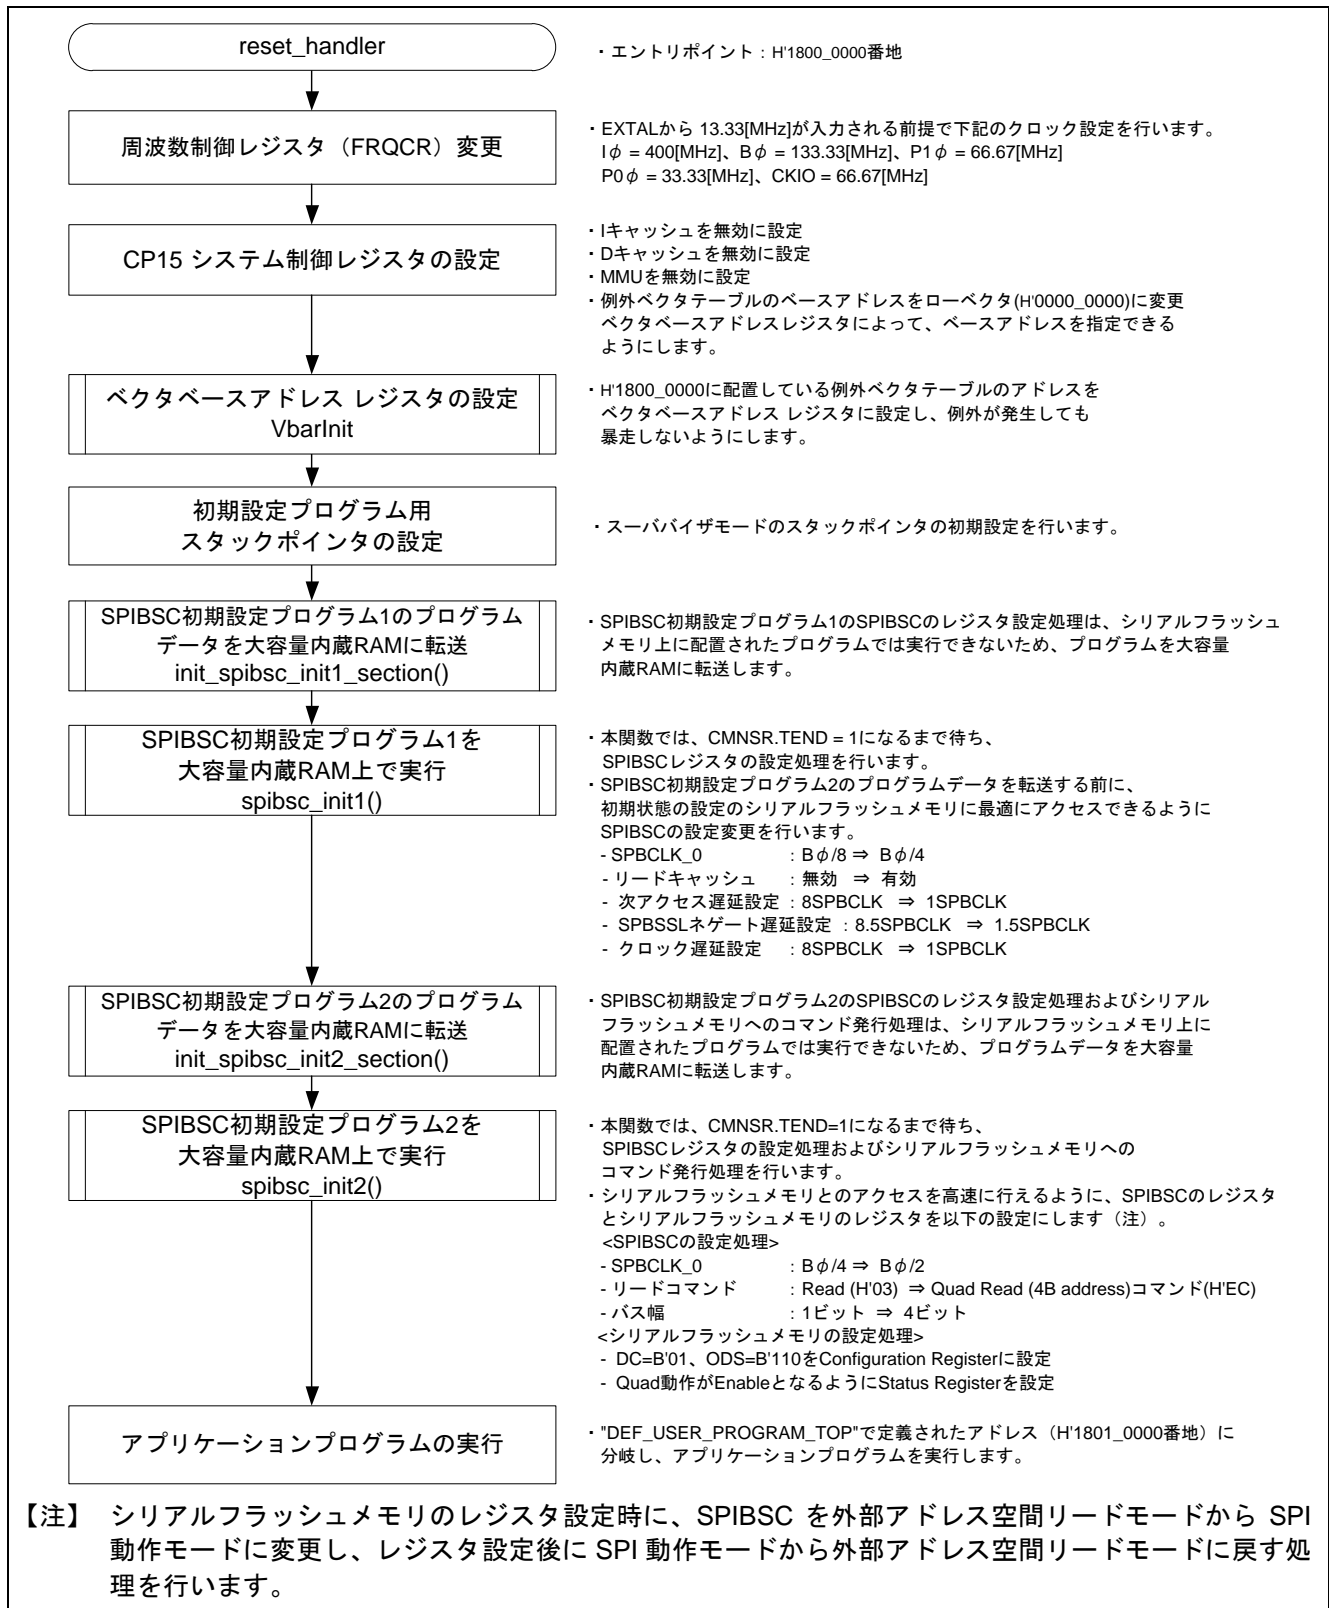 reset_handler
・エントリポイント：H'1800_0000番地
周波数制御レジスタ（FRQCR）変更
・EXTALから 13.33[MHz]が入力される前提で下記のクロック設定を行います。
Iφ = 400[MHz]、Bφ = 133.33[MHz]、P1φ = 66.67[MHz]
P0φ = 33.33[MHz]、CKIO = 66.67[MHz]
CP15 システム制御レジスタの設定
・Iキャッシュを無効に設定
・Dキャッシュを無効に設定
・MMUを無効に設定
・例外ベクタテーブルのベースアドレスをローベクタ(H'0000_0000)に変更
ベクタベースアドレスレジスタによって、ベースアドレスを指定できる
ようにします。
ベクタベースアドレス レジスタの設定
VbarInit
・H'1800_0000に配置している例外ベクタテーブルのアドレスを
ベクタベースアドレス レジスタに設定し、例外が発生しても
暴走しないようにします。
初期設定プログラム用
スタックポインタの設定
・スーババイザモードのスタックポインタの初期設定を行います。
SPIBSC初期設定プログラム1のプログラム
データを大容量内蔵RAMに転送
init_spibsc_init1_section()
・SPIBSC初期設定プログラム1のSPIBSCのレジスタ設定処理は、シリアルフラッシュ
メモリ上に配置されたプログラムでは実行できないため、プログラムを大容量
内蔵RAMに転送します。
SPIBSC初期設定プログラム1を
大容量内蔵RAM上で実行
spibsc_init1()
・本関数では、CMNSR.TEND = 1になるまで待ち、
SPIBSCレジスタの設定処理を行います。
・SPIBSC初期設定プログラム2のプログラムデータを転送する前に、
初期状態の設定のシリアルフラッシュメモリに最適にアクセスできるように
SPIBSCの設定変更を行います。
- SPBCLK_0 : Bφ/8 ⇒ Bφ/4
- リードキャッシュ : 無効 ⇒ 有効
- 次アクセス遅延設定 : 8SPBCLK ⇒ 1SPBCLK
- SPBSSLネゲート遅延設定 : 8.5SPBCLK ⇒ 1.5SPBCLK
- クロック遅延設定 : 8SPBCLK ⇒ 1SPBCLK
SPIBSC初期設定プログラム2のプログラム
データを大容量内蔵RAMに転送
init_spibsc_init2_section()
・SPIBSC初期設定プログラム2のSPIBSCのレジスタ設定処理およびシリアル
フラッシュメモリへのコマンド発行処理は、シリアルフラッシュメモリ上に
配置されたプログラムでは実行できないため、プログラムデータを大容量
内蔵RAMに転送します。
SPIBSC初期設定プログラム2を
大容量内蔵RAM上で実行
spibsc_init2()
・本関数では、CMNSR.TEND=1になるまで待ち、
SPIBSCレジスタの設定処理およびシリアルフラッシュメモリへの
コマンド発行処理を行います。
・シリアルフラッシュメモリとのアクセスを高速に行えるように、SPIBSCのレジスタ
とシリアルフラッシュメモリのレジスタを以下の設定にします（注）。
<SPIBSCの設定処理>
- SPBCLK_0 : Bφ/4 ⇒ Bφ/2
- リードコマンド : Read (H'03) ⇒ Quad Read (4B address)コマンド(H'EC)
- バス幅 : 1ビット ⇒ 4ビット
<シリアルフラッシュメモリの設定処理>
- DC=B'01、ODS=B'110をConfiguration Registerに設定
- Quad動作がEnableとなるようにStatus Registerを設定
アプリケーションプログラムの実行
・"DEF_USER_PROGRAM_TOP"で定義されたアドレス（H'1801_0000番地）に
分岐し、アプリケーションプログラムを実行します。
【注】 シリアルフラッシュメモリのレジスタ設定時に、SPIBSC を外部アドレス空間リードモードから SPI
動作モードに変更し、レジスタ設定後に SPI 動作モードから外部アドレス空間リードモードに戻す処
理を行います。